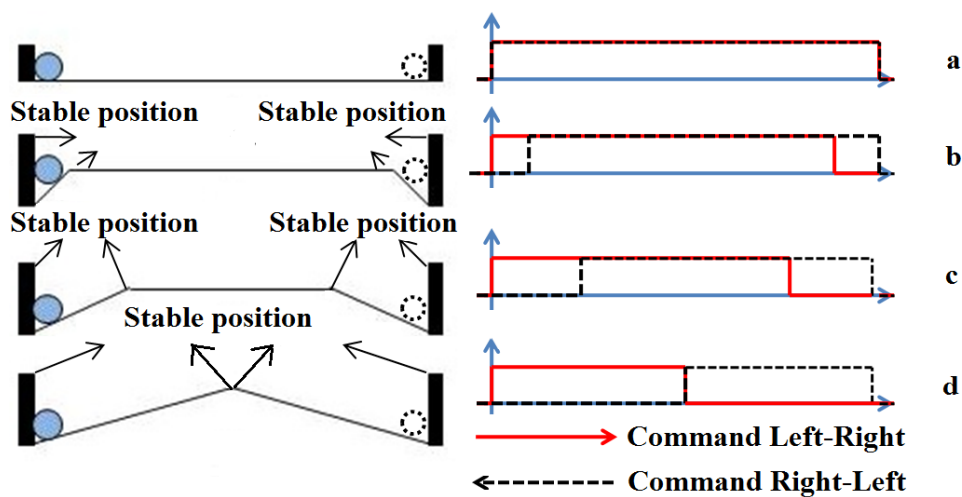 a
Stable position Stable position
b
Stable position Stable position
c
Stable position
d
Command Left-Right
Command Right-Left